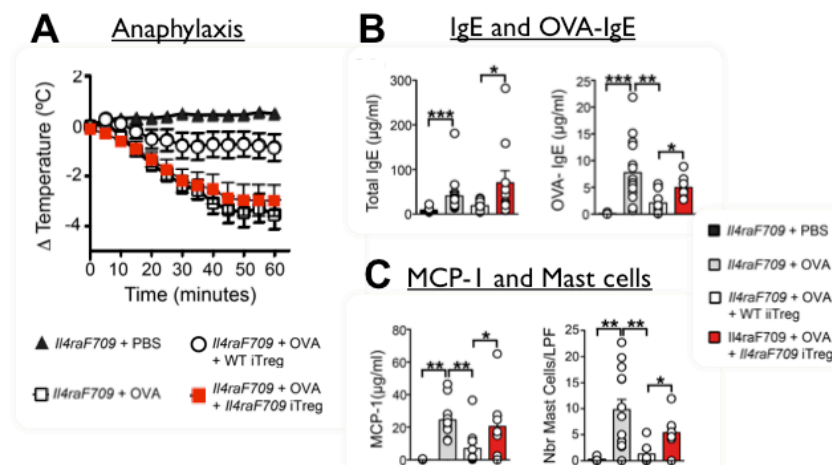 A Anaphylaxis
Δ Temperature (ºC)
2
0
-2
-4
0 10 20 30 40 50 60
Time (minutes)
Il4raF709 + PBS
Il4raF709 + OVA
Il4raF709 + OVA
+ WT iTreg
Il4raF709 + OVA
+ Il4raF709 iTreg
B IgE and OVA-IgE
Total IgE (µg/ml)
300
200
100
0
*** *
OVA- IgE (µg/ml)
25
20
15
10
5
0
*** ** *
C MCP-1 and Mast cells
MCP-1(µg/ml)
80
60
40
20
0
** ** *
Nbr Mast Cells/LPF
25
20
15
10
5
0
** ** *
Il4raF709 + PBS
Il4raF709 + OVA
Il4raF709 + OVA
+ WT iiTreg
Il4raF709 + OVA
+ Il4raF709 iTreg